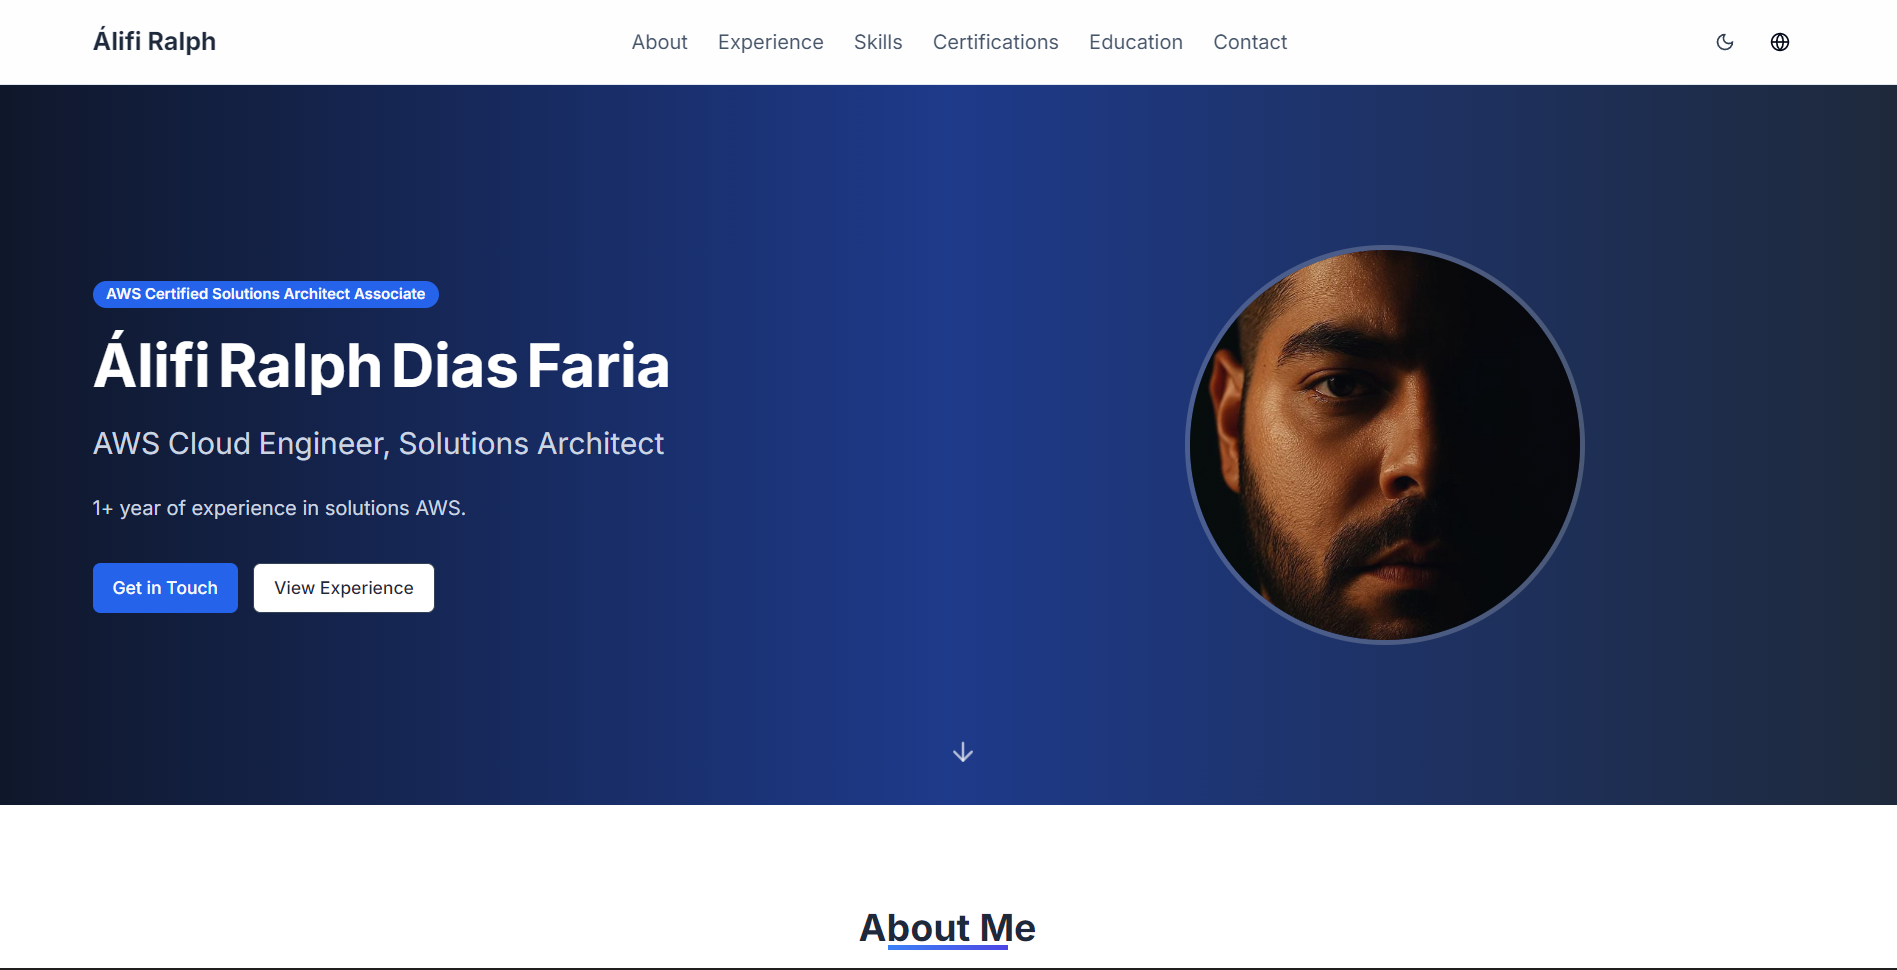 Álifi Ralph
About Experience Skills Certifications Education Contact
AWS Certified Solutions Architect Associate
Álifi Ralph Dias Faria
AWS Cloud Engineer, Solutions Architect
1+ year of experience in solutions AWS.
Get in Touch View Experience
About Me